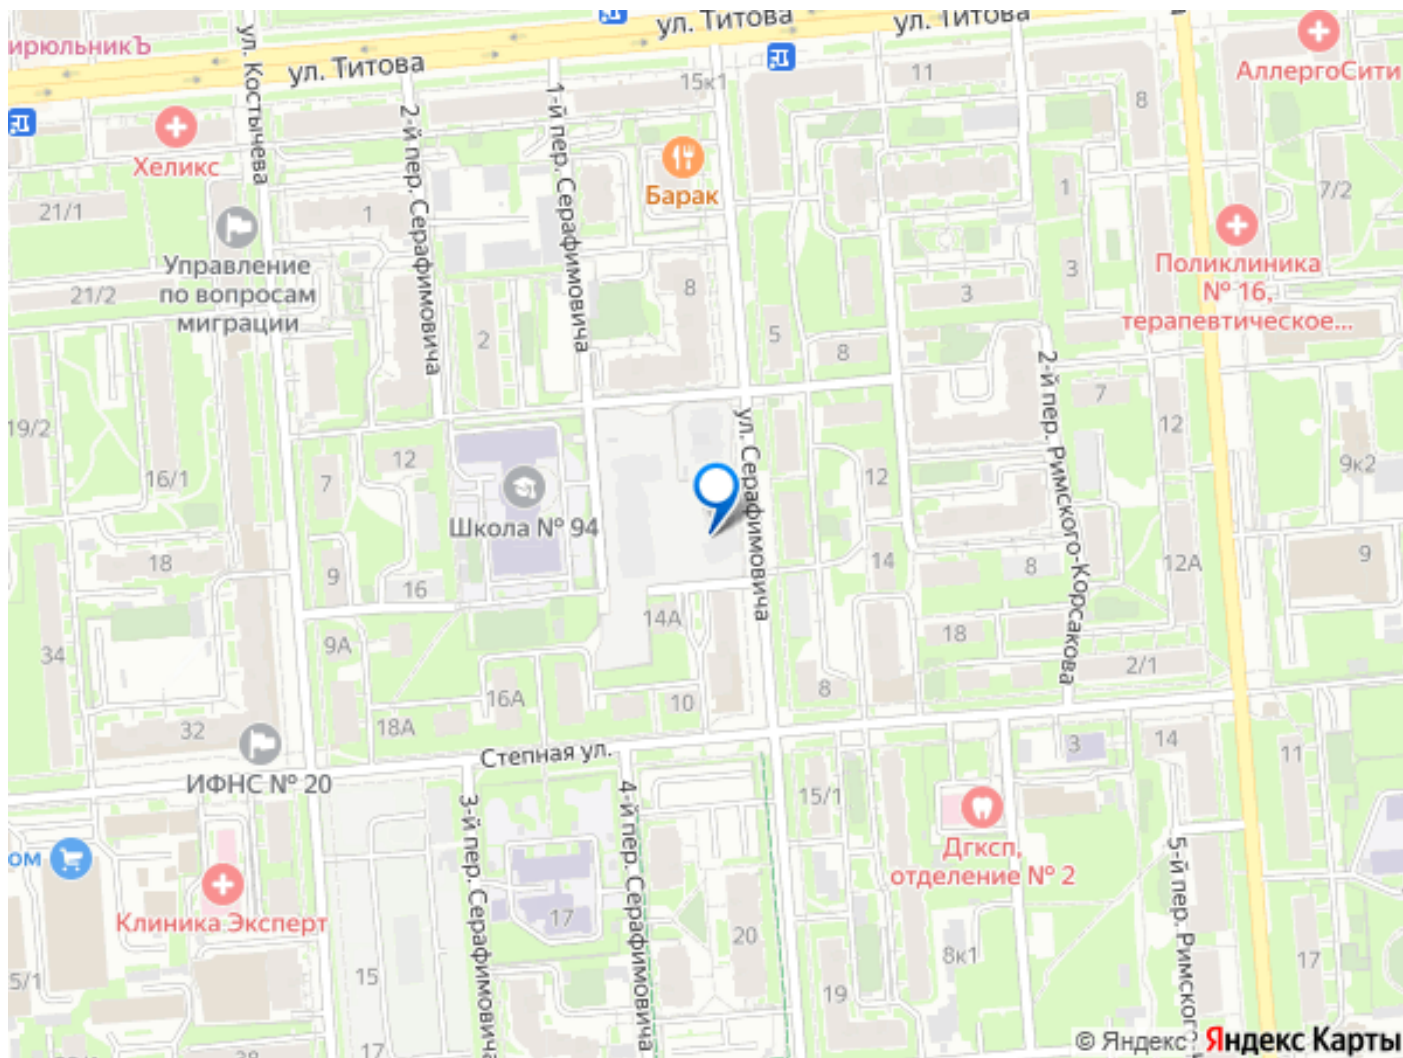 ул. Титова
ул. Титова
ул. Титова
ирюльникЪ
ул. Костычева
2-й пер. Серафимовича
1-й пер. Серафимовича
15к1
11
8
АллергоСити
Хеликс
Барак
21/1
1
1
7/2
Управление
по вопросам
миграции
21/2
2
8
5
8
3
3
Поликлиника
№ 16,
терапевтическое...
2-й пер. Римского-Корсакова
7
12
19/2
16/1
7
12
Школа № 94
ул. Серафимовича
12
9к2
18
9
16
14
8
12А
9
34
9А
14А
18
2/1
16А
10
8
18А
32
ИФНС № 20
Степная ул.
3
14
11
3-й пер. Серафимовича
4-й пер. Серафимовича
15/1
Дгксп,
отделение № 2
5-й пер. Римского-
ом
Клиника Эксперт
17
20
8к1
5/1
15
19
17
17
38
© Яндекс Яндекс Карты